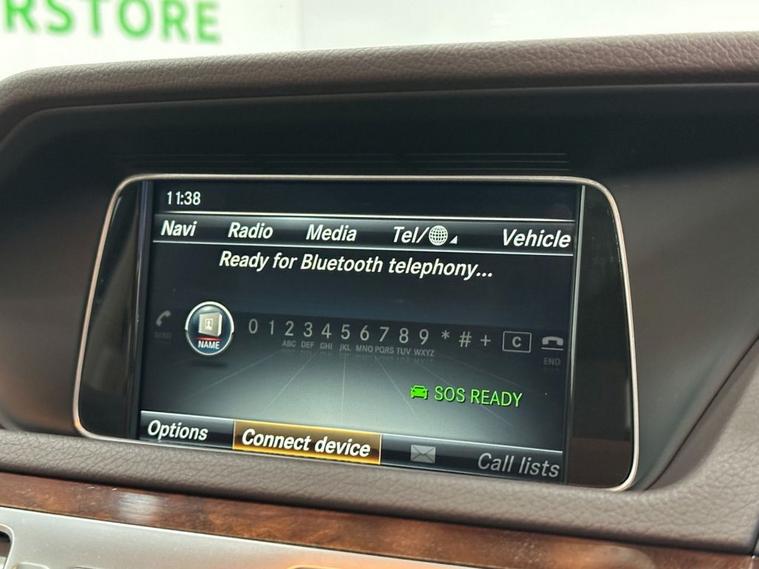 RSTORE
11:38
Navi Radio Media Tel/ Vehicle
Ready for Bluetooth telephony...
SEND NAME 0 1 2 3 4 5 6 7 8 9 * # + C END
ABC DEF GHI JKL MNO PQRS TUV WXYZ
SOS READY
Options Connect device Call lists